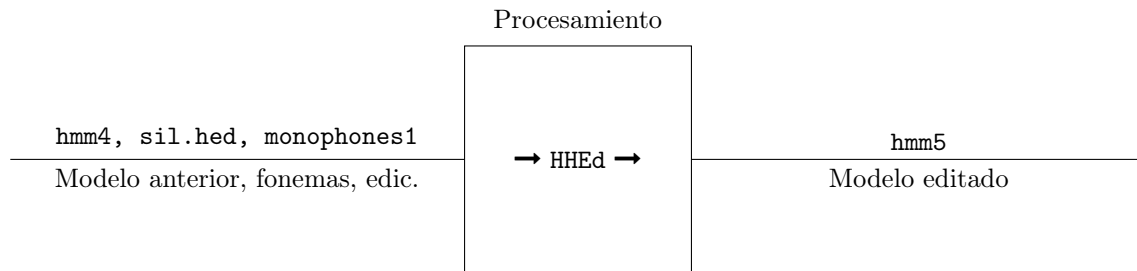 Procesamiento
hmm4, sil.hed, monophones1
Modelo anterior, fonemas, edic.
→ HHEd →
hmm5
Modelo editado